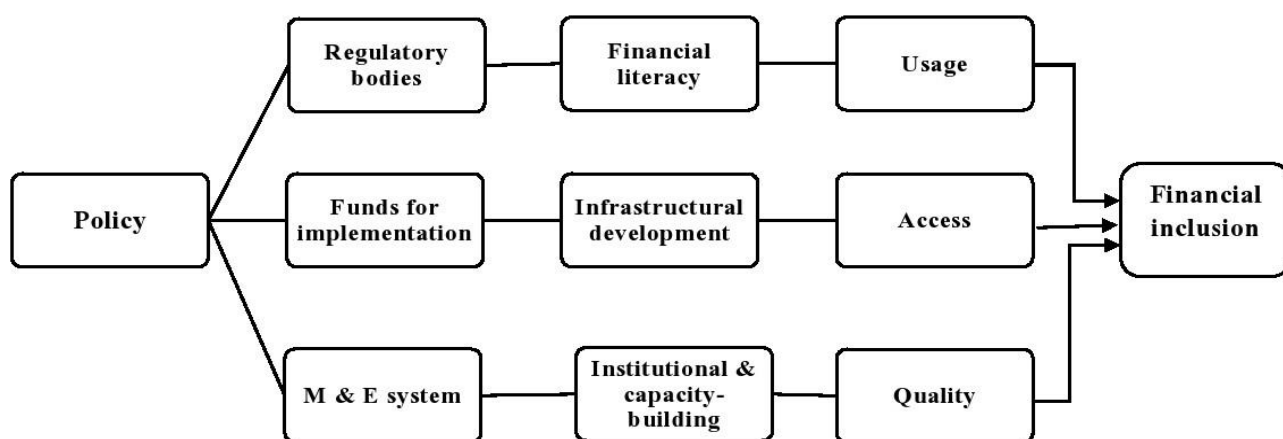 Regulatory
bodies
Financial
literacy
Usage
Policy
Funds for
implementation
Infrastructural
development
Access
Financial
inclusion
M & E system
Institutional &
capacity-
building
Quality